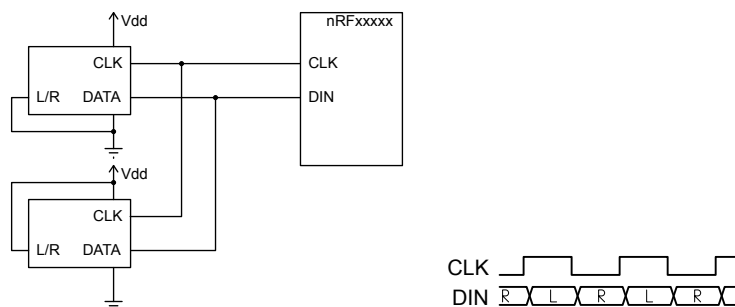 Vdd
nRFxxxxx
CLK
CLK
L/R
DATA
DIN
Vdd
CLK
L/R
DATA
CLK
DIN
R
L
R
L
R